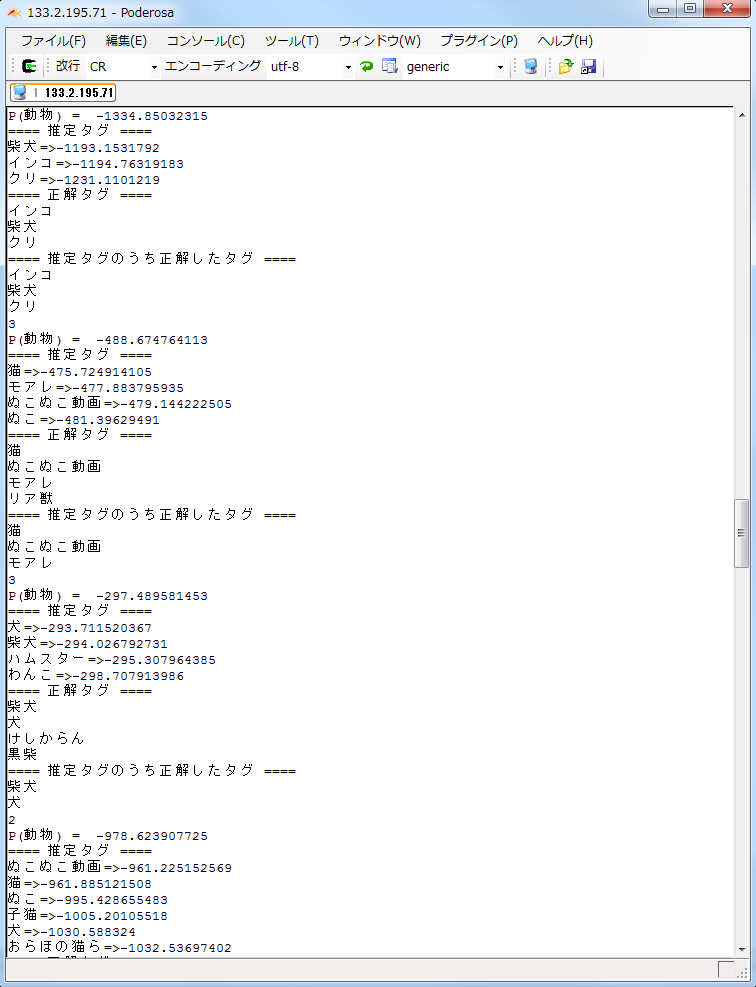 133.2.195.71 - Poderosa
ファイル(F) 編集(E) コンソール(C) ツール(T) ウィンドウ(W) プラグイン(P) ヘルプ(H)
改行 CR エンコーディング utf-8 generic
1 133.2.195.71
P(動物) = -1334.85032315
==== 推定タグ ====
柴犬=>-1193.1531792
インコ=>-1194.76319183
クリ=>-1231.1101219
==== 正解タグ ====
インコ
柴犬
クリ
==== 推定タグのうち正解したタグ ====
インコ
柴犬
クリ
3
P(動物) = -488.674764113
==== 推定タグ ====
猫=>-475.724914105
モアレ=>-477.883795935
ぬこぬこ動画=>-479.144222505
ぬこ=>-481.39629491
==== 正解タグ ====
猫
ぬこぬこ動画
モアレ
リア獣
==== 推定タグのうち正解したタグ ====
猫
ぬこぬこ動画
モアレ
3
P(動物) = -297.489581453
==== 推定タグ ====
犬=>-293.711520367
柴犬=>-294.026792731
ハムスター=>-295.307964385
わんこ=>-298.707913986
==== 正解タグ ====
柴犬
犬
けしからん
黒柴
==== 推定タグのうち正解したタグ ====
柴犬
犬
2
P(動物) = -978.623907725
==== 推定タグ ====
ぬこぬこ動画=>-961.225152569
猫=>-961.885121508
ぬこ=>-995.428655483
子猫=>-1005.20105518
犬=>-1030.588324
おらほの猫ら=>-1032.53697402